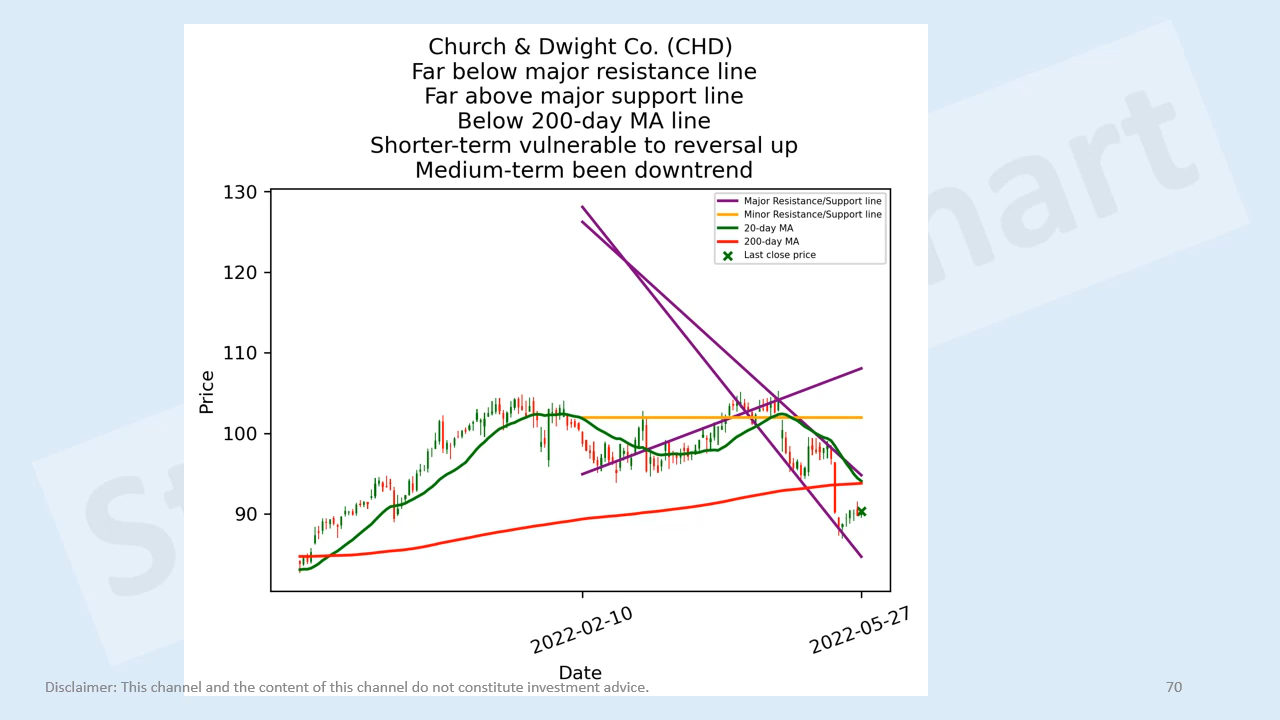 Church & Dwight Co. (CHD)
Far below major resistance line
Far above major support line
Below 200-day MA line
Shorter-term vulnerable to reversal up
Medium-term been downtrend
Major Resistance/Support line
Minor Resistance/Support line
20-day MA
200-day MA
Last close price
130
120
110
100
90
Price
2022-02-10
2022-05-27
Date
Disclaimer: This channel and the content of this channel do not constitute investment advice.
70